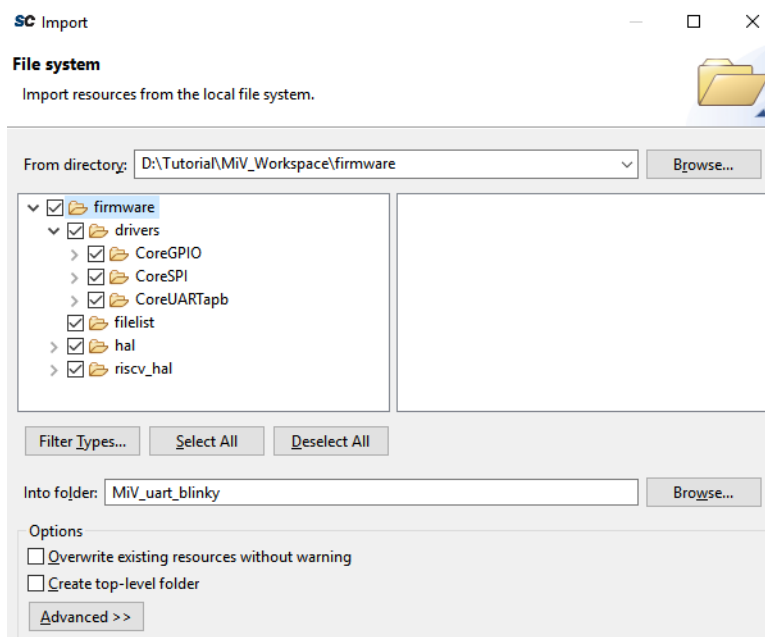 SC Import
File system
Import resources from the local file system.
From directory: D:\Tutorial\MiV_Workspace\firmware Browse...
firmware
drivers
CoreGPIO
CoreSPI
CoreUARTapb
filelist
hal
riscv_hal
Filter Types... Select All Deselect All
Into folder: MiV_uart_blinky Browse...
Options
Overwrite existing resources without warning
Create top-level folder
Advanced >>